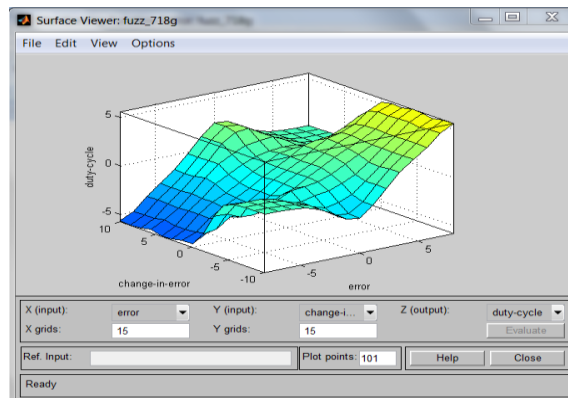 Surface Viewer: fuzz_718g
File Edit View Options
5
0
-5
duty-cycle
10
5
0
-5
-10
change-in-error
-5
0
5
error
X (input): error Y (input): change-i... Z (output): duty-cycle
X grids: 15 Y grids: 15 Evaluate
Ref. Input: Plot points: 101 Help Close
Ready